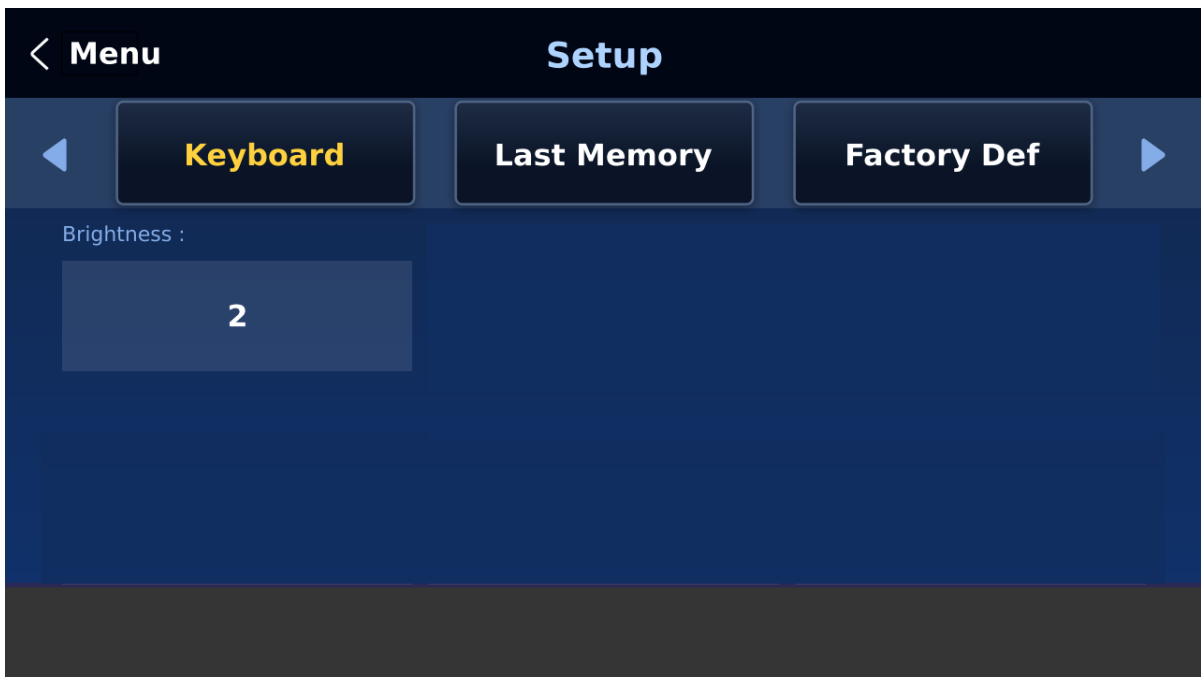 Menu
Setup
Keyboard
Last Memory
Factory Def
Brightness :
2